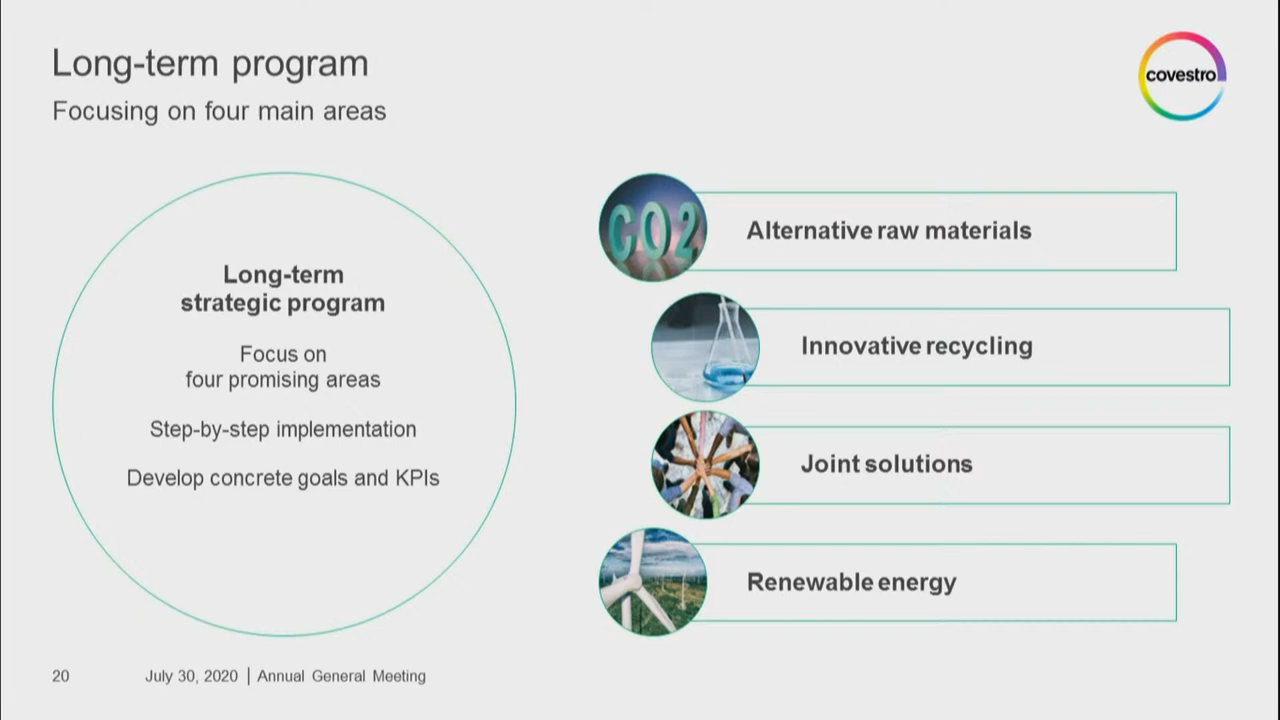 Long-term program
Focusing on four main areas
covestro
Long-term
strategic program
Focus on
four promising areas
Step-by-step implementation
Develop concrete goals and KPIs
CO2
Alternative raw materials
Innovative recycling
Joint solutions
Renewable energy
20
July 30, 2020 | Annual General Meeting